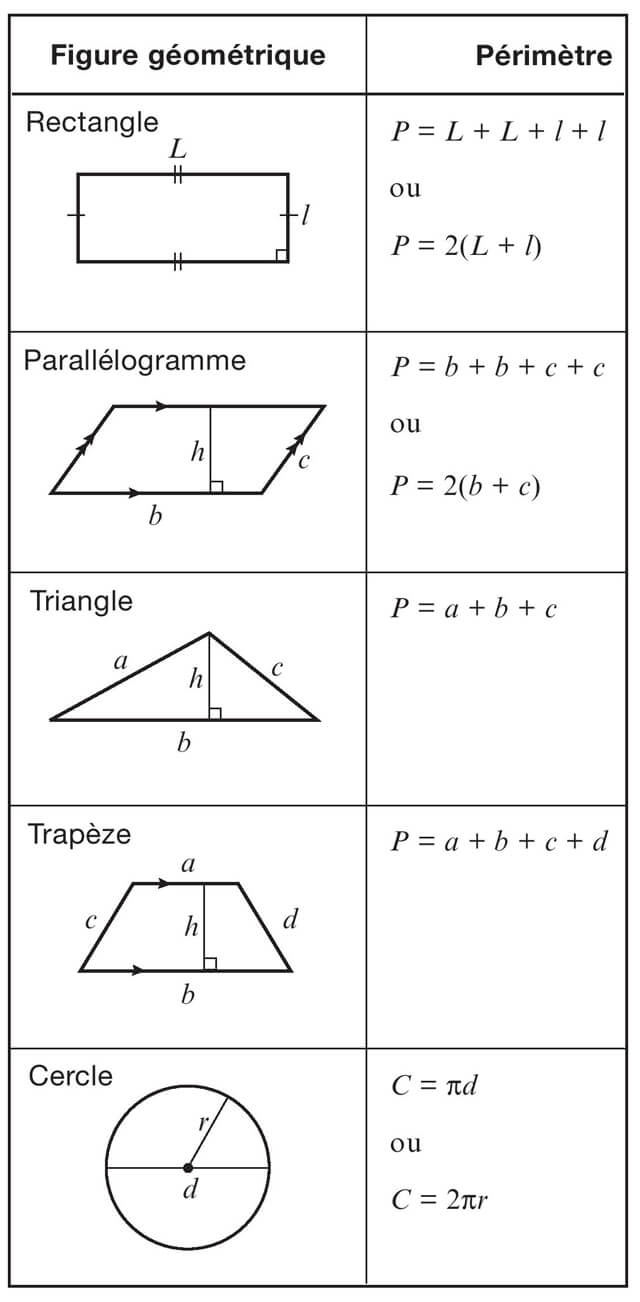 Figure géométrique Périmètre
Rectangle
L
l
P = L + L + l + l
ou
P = 2(L + l)
Parallélogramme
h
c
b
P = b + b + c + c
ou
P = 2(b + c)
Triangle
a
h
c
b
P = a + b + c
Trapèze
a
c
h
d
b
P = a + b + c + d
Cercle
r
d
C = πd
ou
C = 2πr